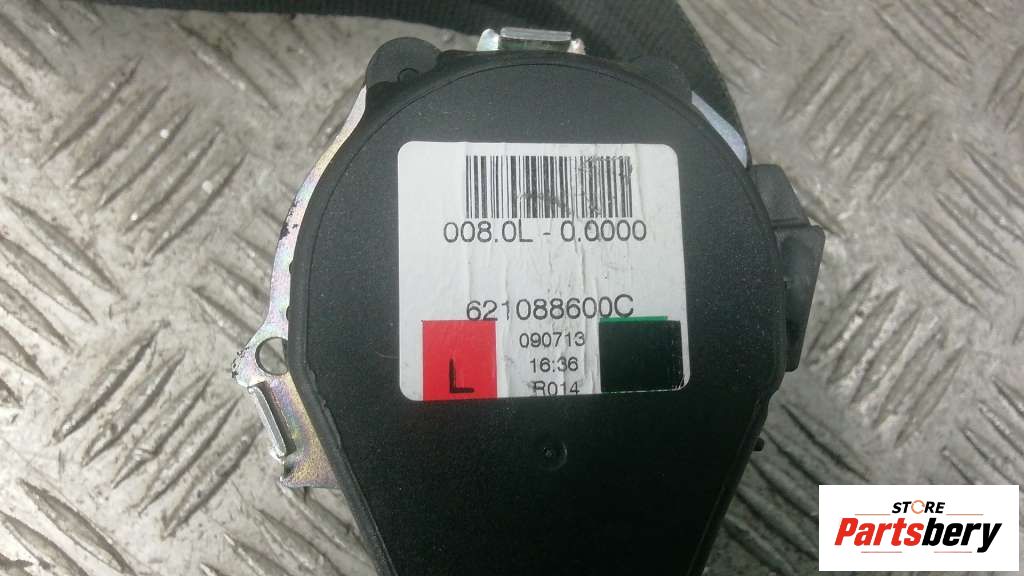 008.0L - 0.0000
621088600C
090713
16:36
R014
L
STORE
Partsbery